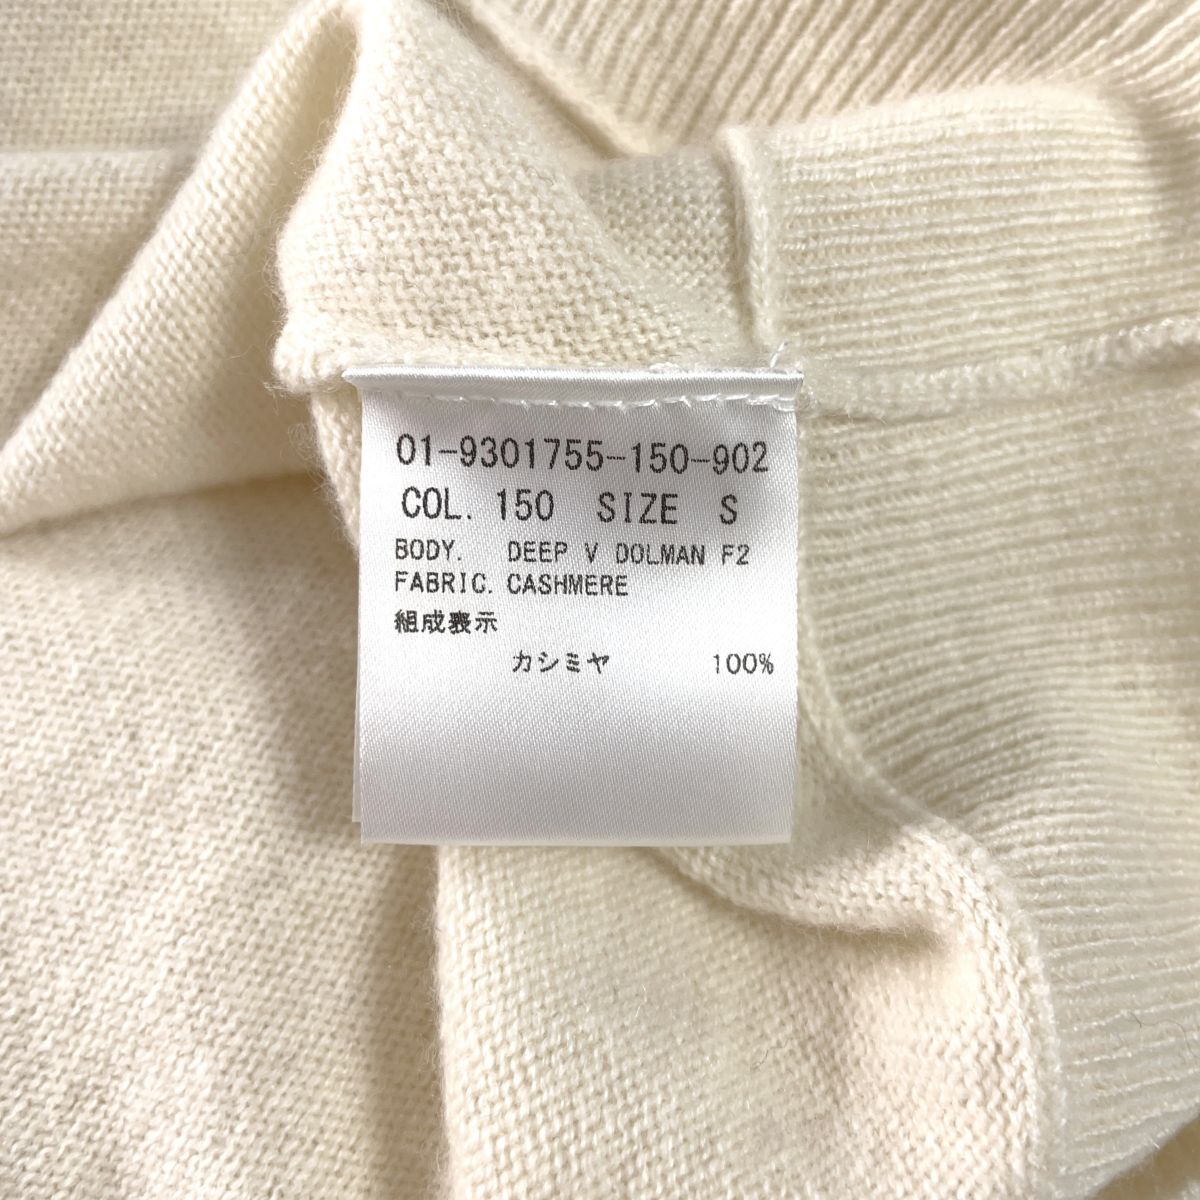 01-9301755-150-902
COL. 150 SIZE S
BODY. DEEP V DOLMAN F2
FABRIC. CASHMERE
組成表示
カシミヤ 100%